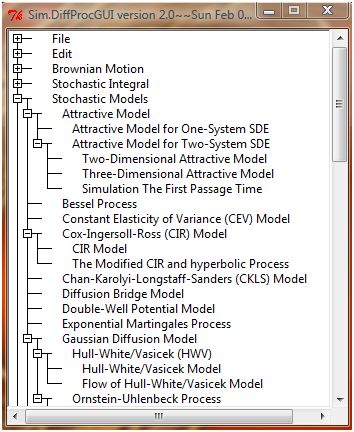 Sim.DiffProcGUI version 2.0~~Sun Feb 0...
File
Edit
Brownian Motion
Stochastic Integral
Stochastic Models
Attractive Model
Attractive Model for One-System SDE
Attractive Model for Two-System SDE
Two-Dimensional Attractive Model
Three-Dimensional Attractive Model
Simulation The First Passage Time
Bessel Process
Constant Elasticity of Variance (CEV) Model
Cox-Ingersoll-Ross (CIR) Model
CIR Model
The Modified CIR and hyperbolic Process
Chan-Karolyi-Longstaff-Sanders (CKLS) Model
Diffusion Bridge Model
Double-Well Potential Model
Exponential Martingales Process
Gaussian Diffusion Model
Hull-White/Vasicek (HWV)
Hull-White/Vasicek Model
Flow of Hull-White/Vasicek Model
Ornstein-Uhlenbeck Process